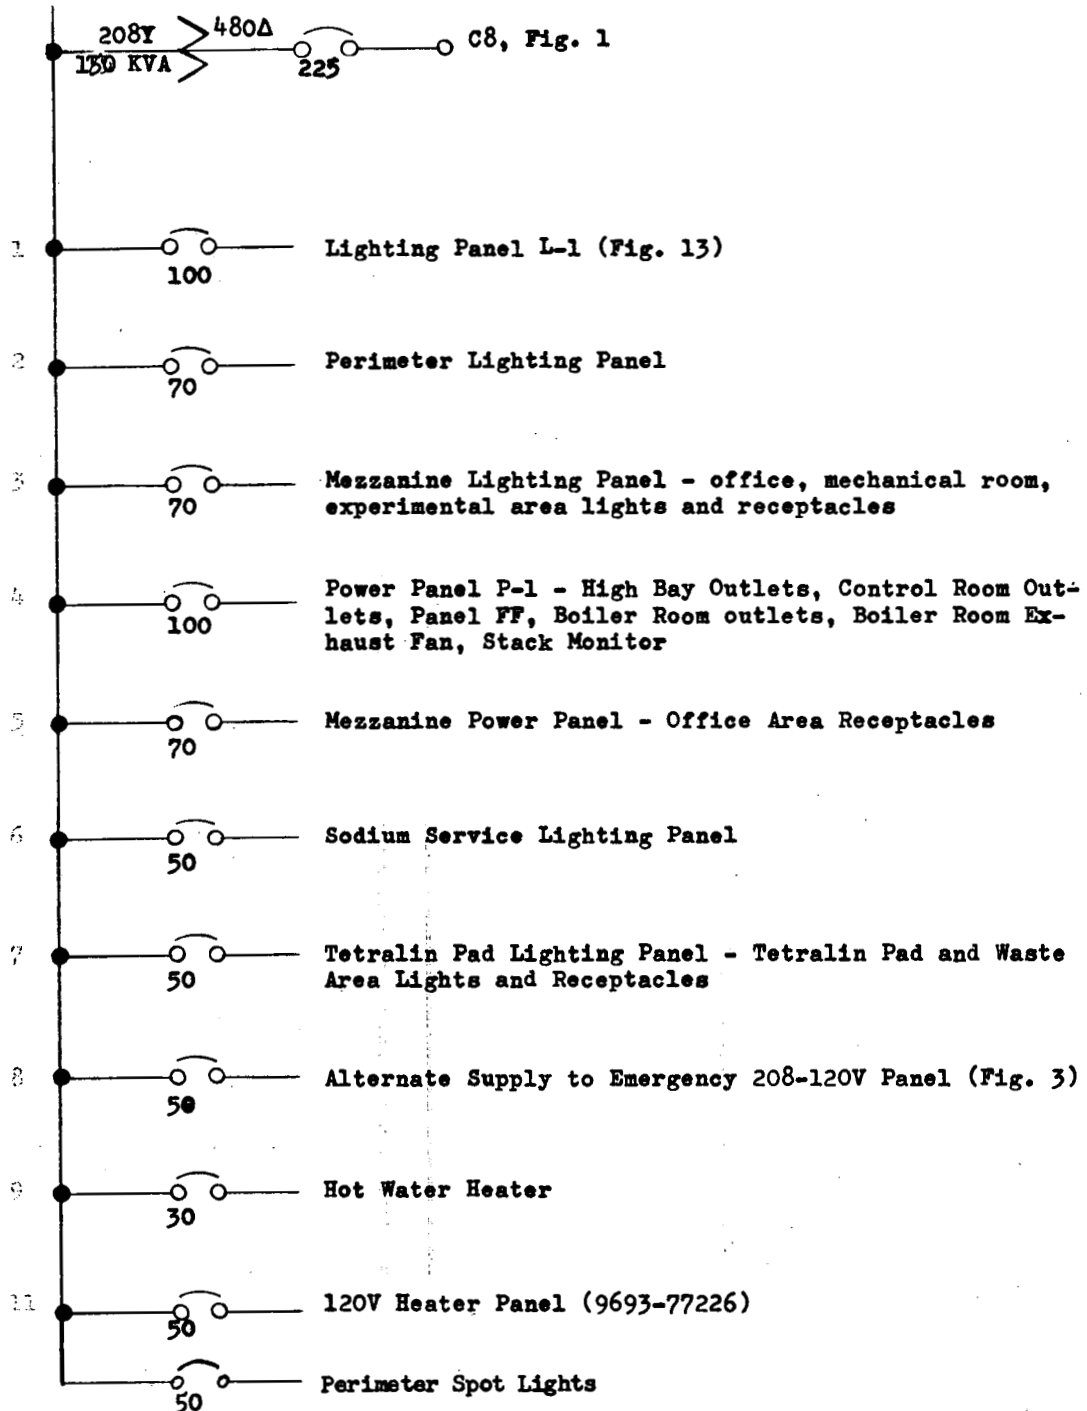 208Y 480Δ C8, Fig. 1
150 KVA 225
1 Lighting Panel L-1 (Fig. 13)
100
2 Perimeter Lighting Panel
70
3 Mezzanine Lighting Panel - office, mechanical room,
70 experimental area lights and receptacles
4 Power Panel P-1 - High Bay Outlets, Control Room Out-
100 lets, Panel FF, Boiler Room outlets, Boiler Room Ex-
haust Fan, Stack Monitor
5 Mezzanine Power Panel - Office Area Receptacles
70
6 Sodium Service Lighting Panel
50
7 Tetralin Pad Lighting Panel - Tetralin Pad and Waste
50 Area Lights and Receptacles
8 Alternate Supply to Emergency 208-120V Panel (Fig. 3)
50
9 Hot Water Heater
30
11 120V Heater Panel (9693-77226)
50
Perimeter Spot Lights
50